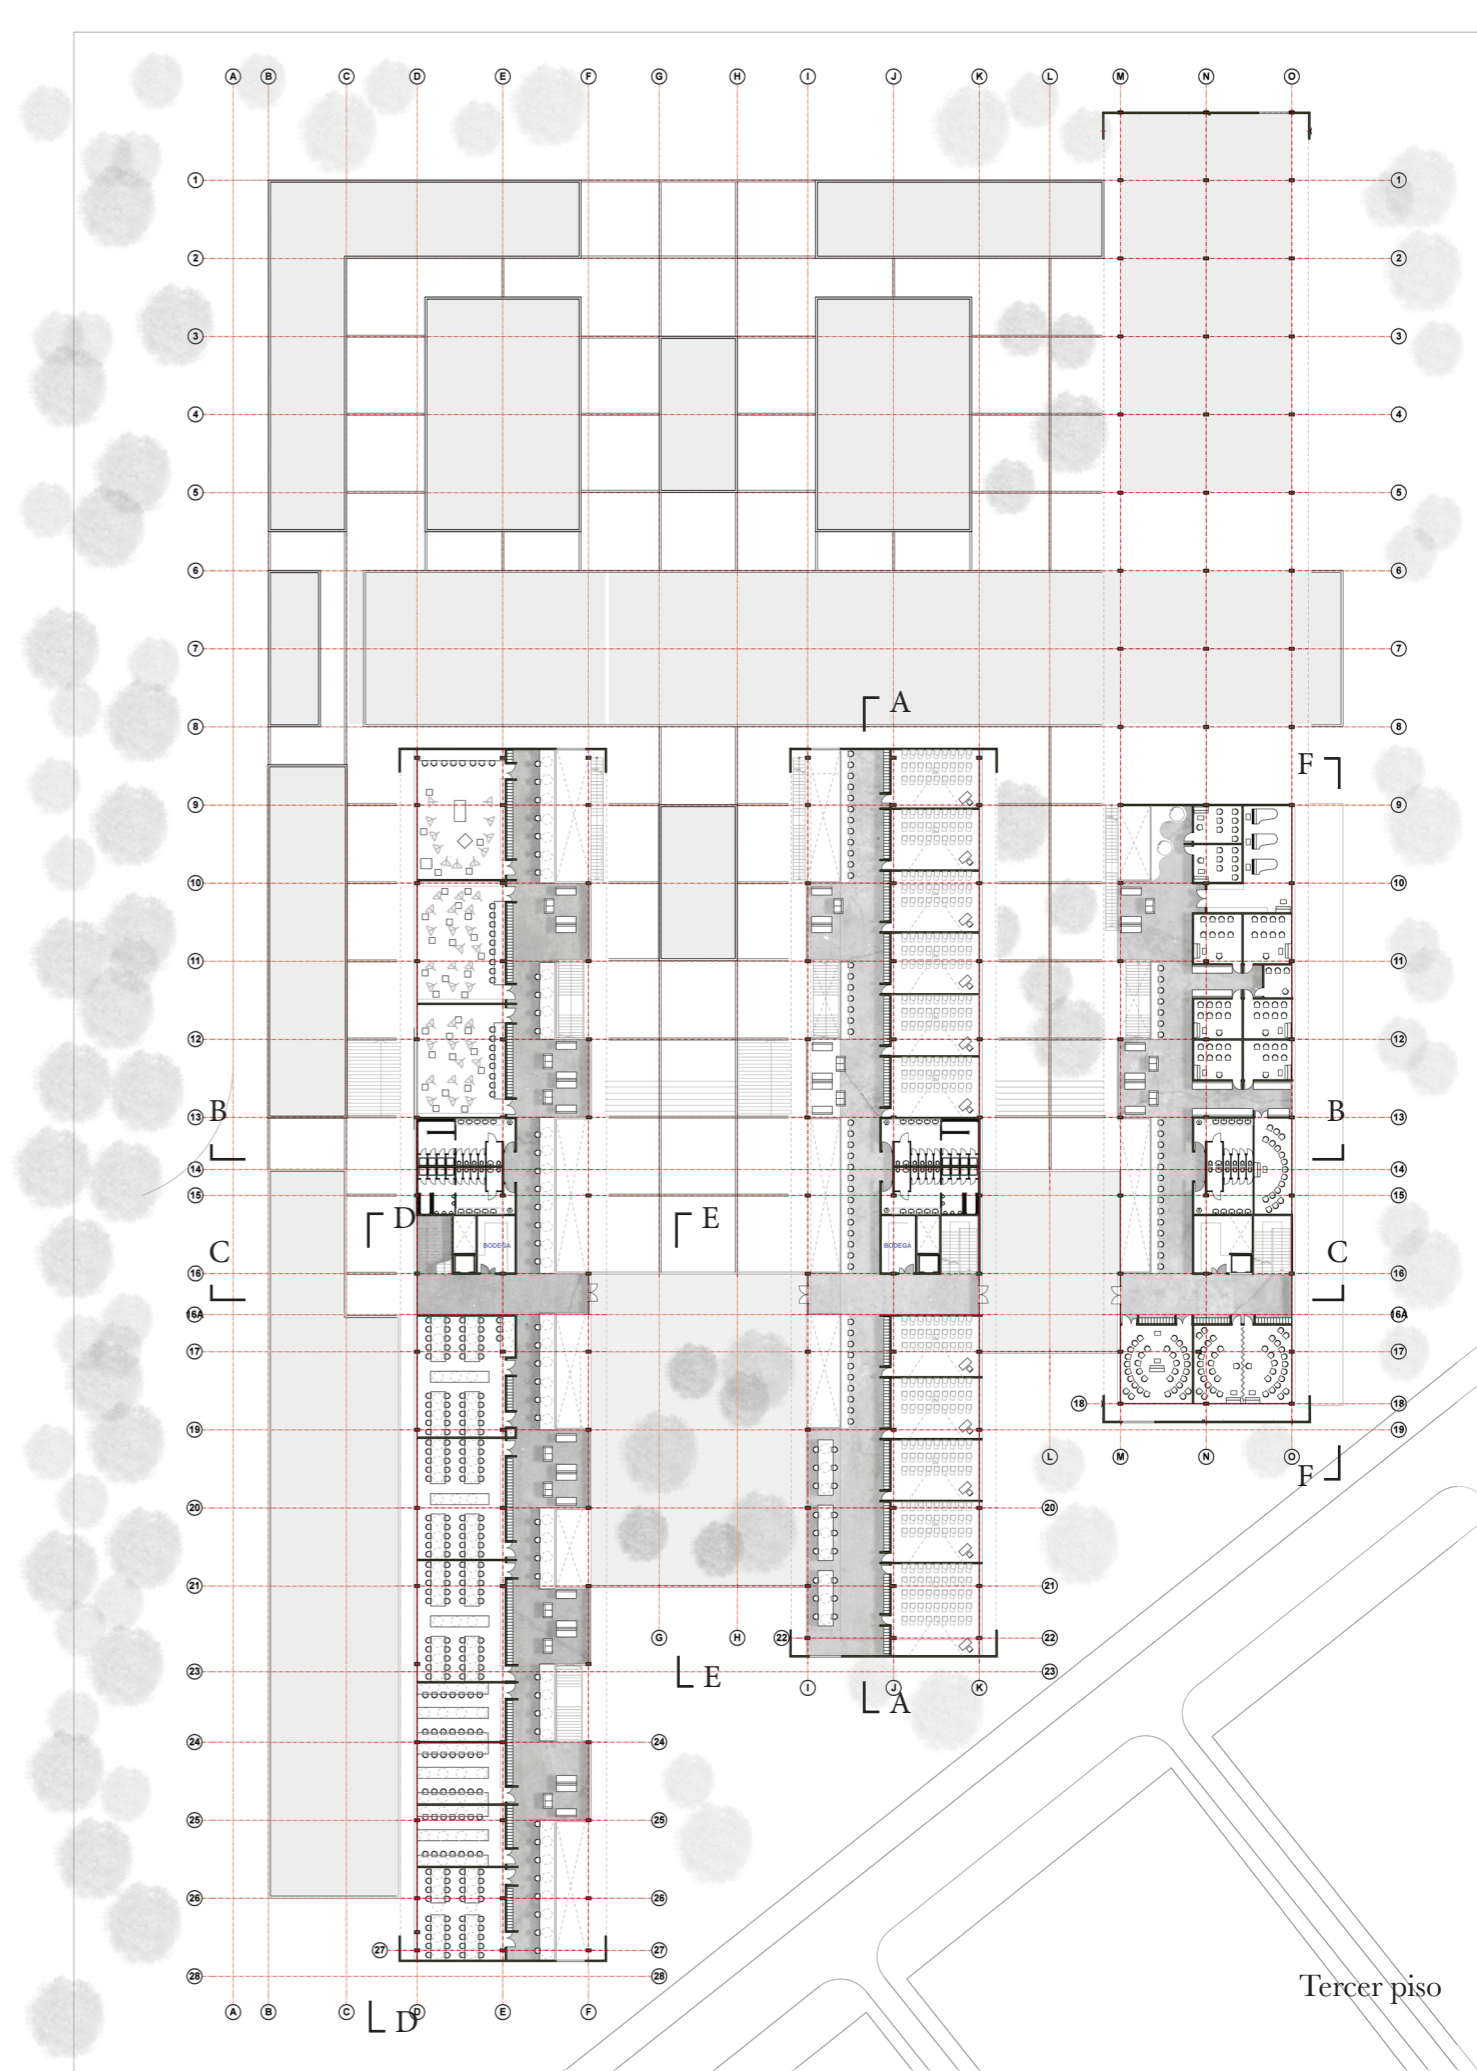 A B C D E F G H I J K L M N O
1 1
2 2
3 3
4 4
5 5
6 6
7 7
A
8 8
F
9 9
10 10
11 11
12 12
B B
13 13
14 14
15 15
D E
C C
BODEGA BODEGA
16 16
16A 16A
17 17
18 18
19 19
L M N O
F
20 20
21 21
G H 22 22
23 23
E
I J K
A
24 24
25 25
26 26
27 27
28 28
Tercer piso
A B C D E F
D